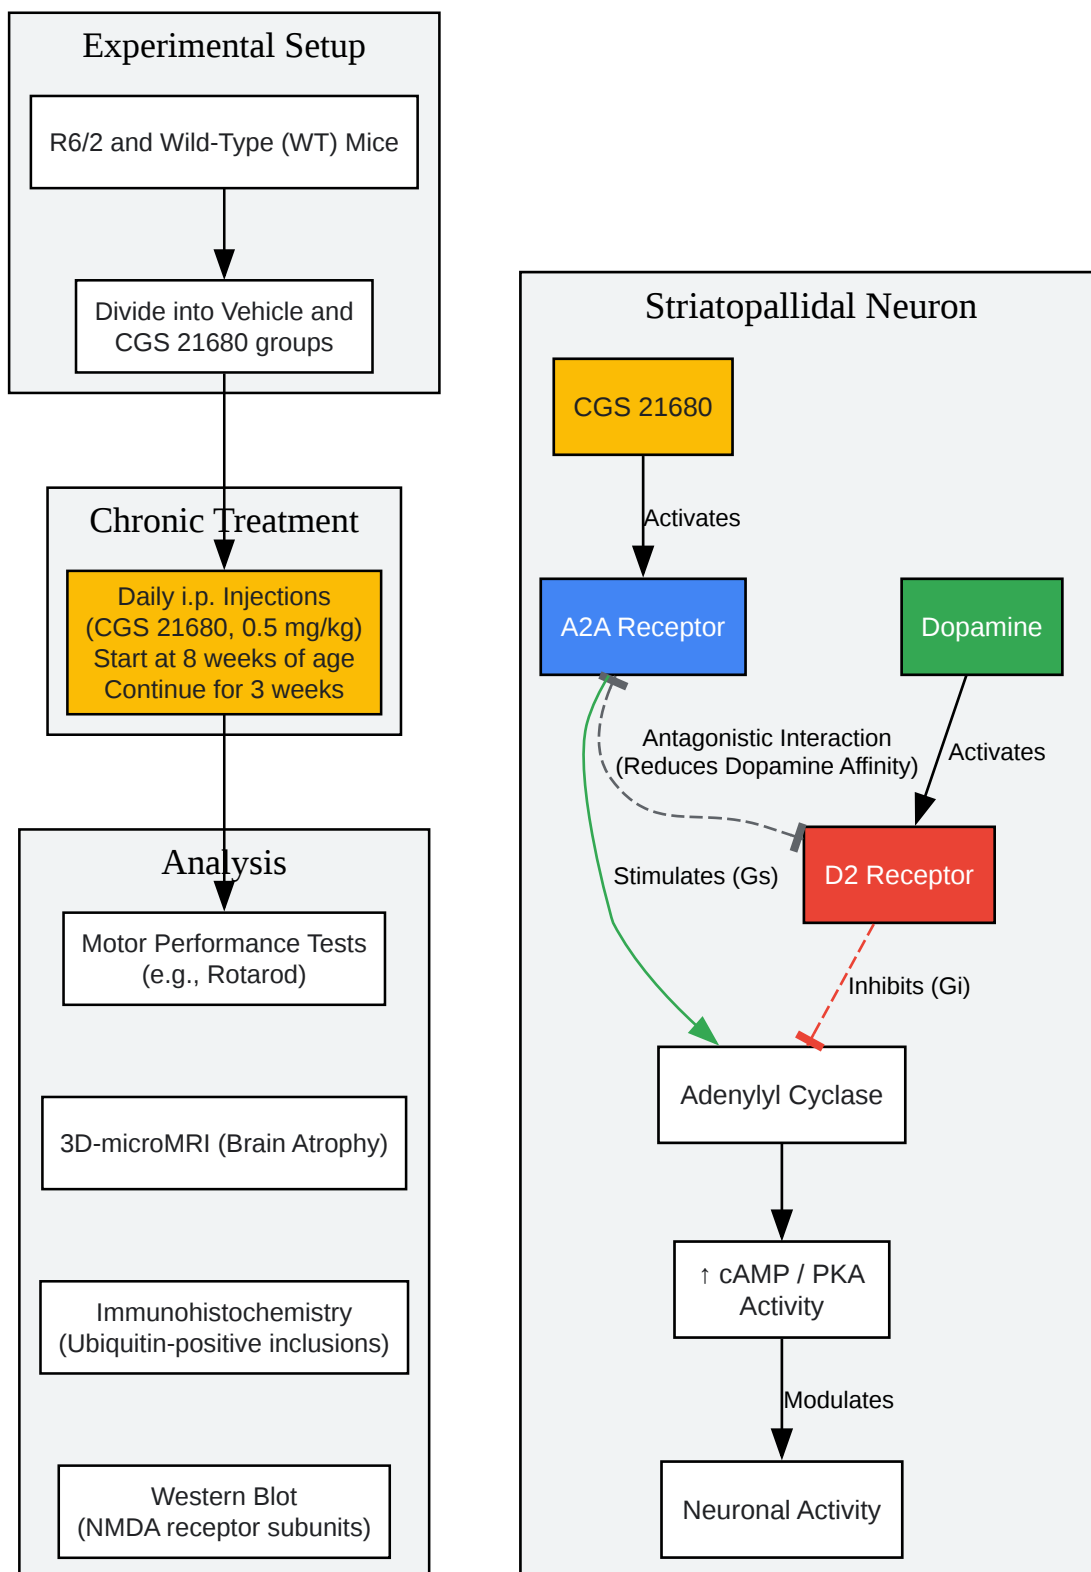 Experimental Setup
R6/2 and Wild-Type (WT) Mice
Divide into Vehicle and
CGS 21680 groups
Chronic Treatment
Daily i.p. Injections
(CGS 21680, 0.5 mg/kg)
Start at 8 weeks of age
Continue for 3 weeks
Analysis
Motor Performance Tests
(e.g., Rotarod)
3D-microMRI (Brain Atrophy)
Immunohistochemistry
(Ubiquitin-positive inclusions)
Western Blot
(NMDA receptor subunits)
Striatopallidal Neuron
CGS 21680
Activates
A2A Receptor
Dopamine
Antagonistic Interaction
(Reduces Dopamine Affinity)
Activates
Stimulates (Gs)
D2 Receptor
Inhibits (Gi)
Adenylyl Cyclase
↑ cAMP / PKA
Activity
Modulates
Neuronal Activity